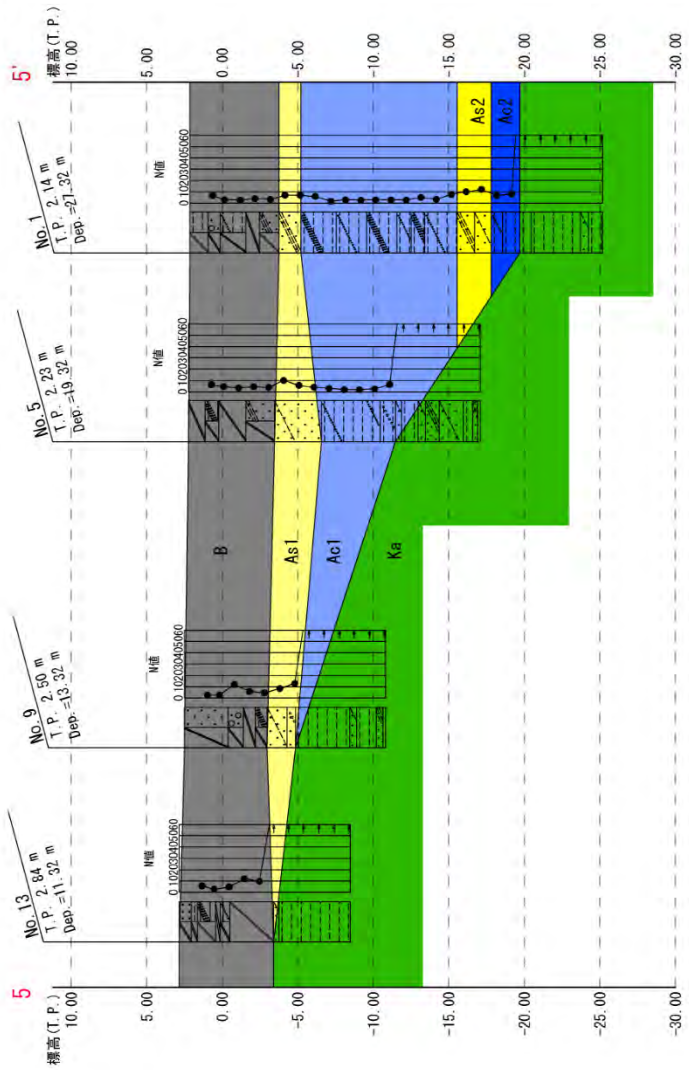 5
5'
No. 13
T.P. 2.84 m
Dep.=11.32 m
No. 9
T.P. 2.50 m
Dep.=13.32 m
No. 5
T.P. 2.23 m
Dep.=19.32 m
No. 1
T.P. 2.14 m
Dep.=27.32 m
標高(T.P.)
10.00
5.00
0.00
-5.00
-10.00
-15.00
-20.00
-25.00
-30.00
N値
0 102030405060
N値
0 102030405060
N値
0 102030405060
N値
0 102030405060
B
As1
Ac1
Ka
As2
Ac2
標高(T.P.)
10.00
5.00
0.00
-5.00
-10.00
-15.00
-20.00
-25.00
-30.00